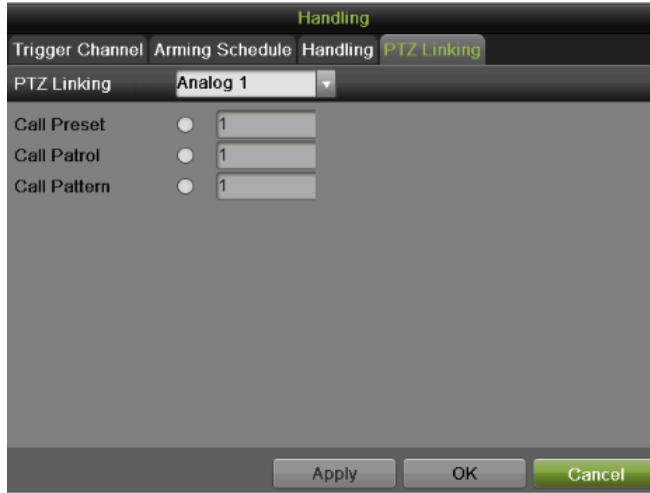 Handling
Trigger Channel Arming Schedule Handling PTZ Linking
PTZ Linking Analog 1
Call Preset 1
Call Patrol 1
Call Pattern 1
Apply OK Cancel